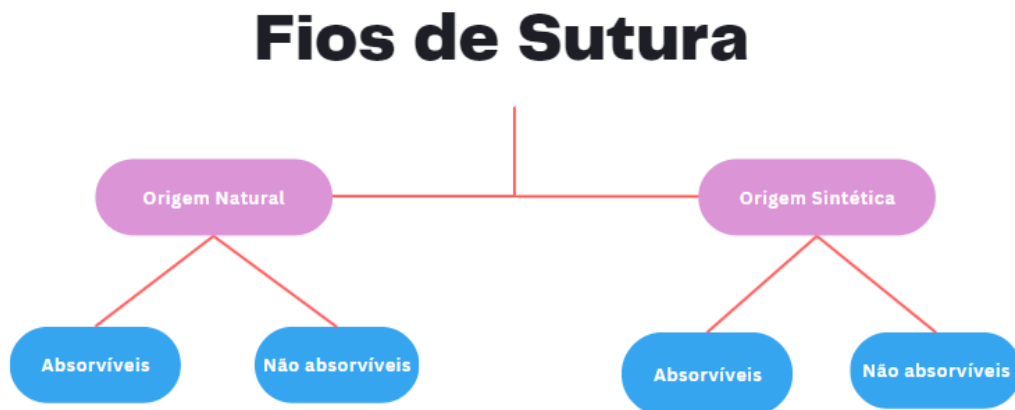 Fios de Sutura
Origem Natural
Origem Sintética
Absorvíveis
Não absorvíveis
Absorvíveis
Não absorvíveis